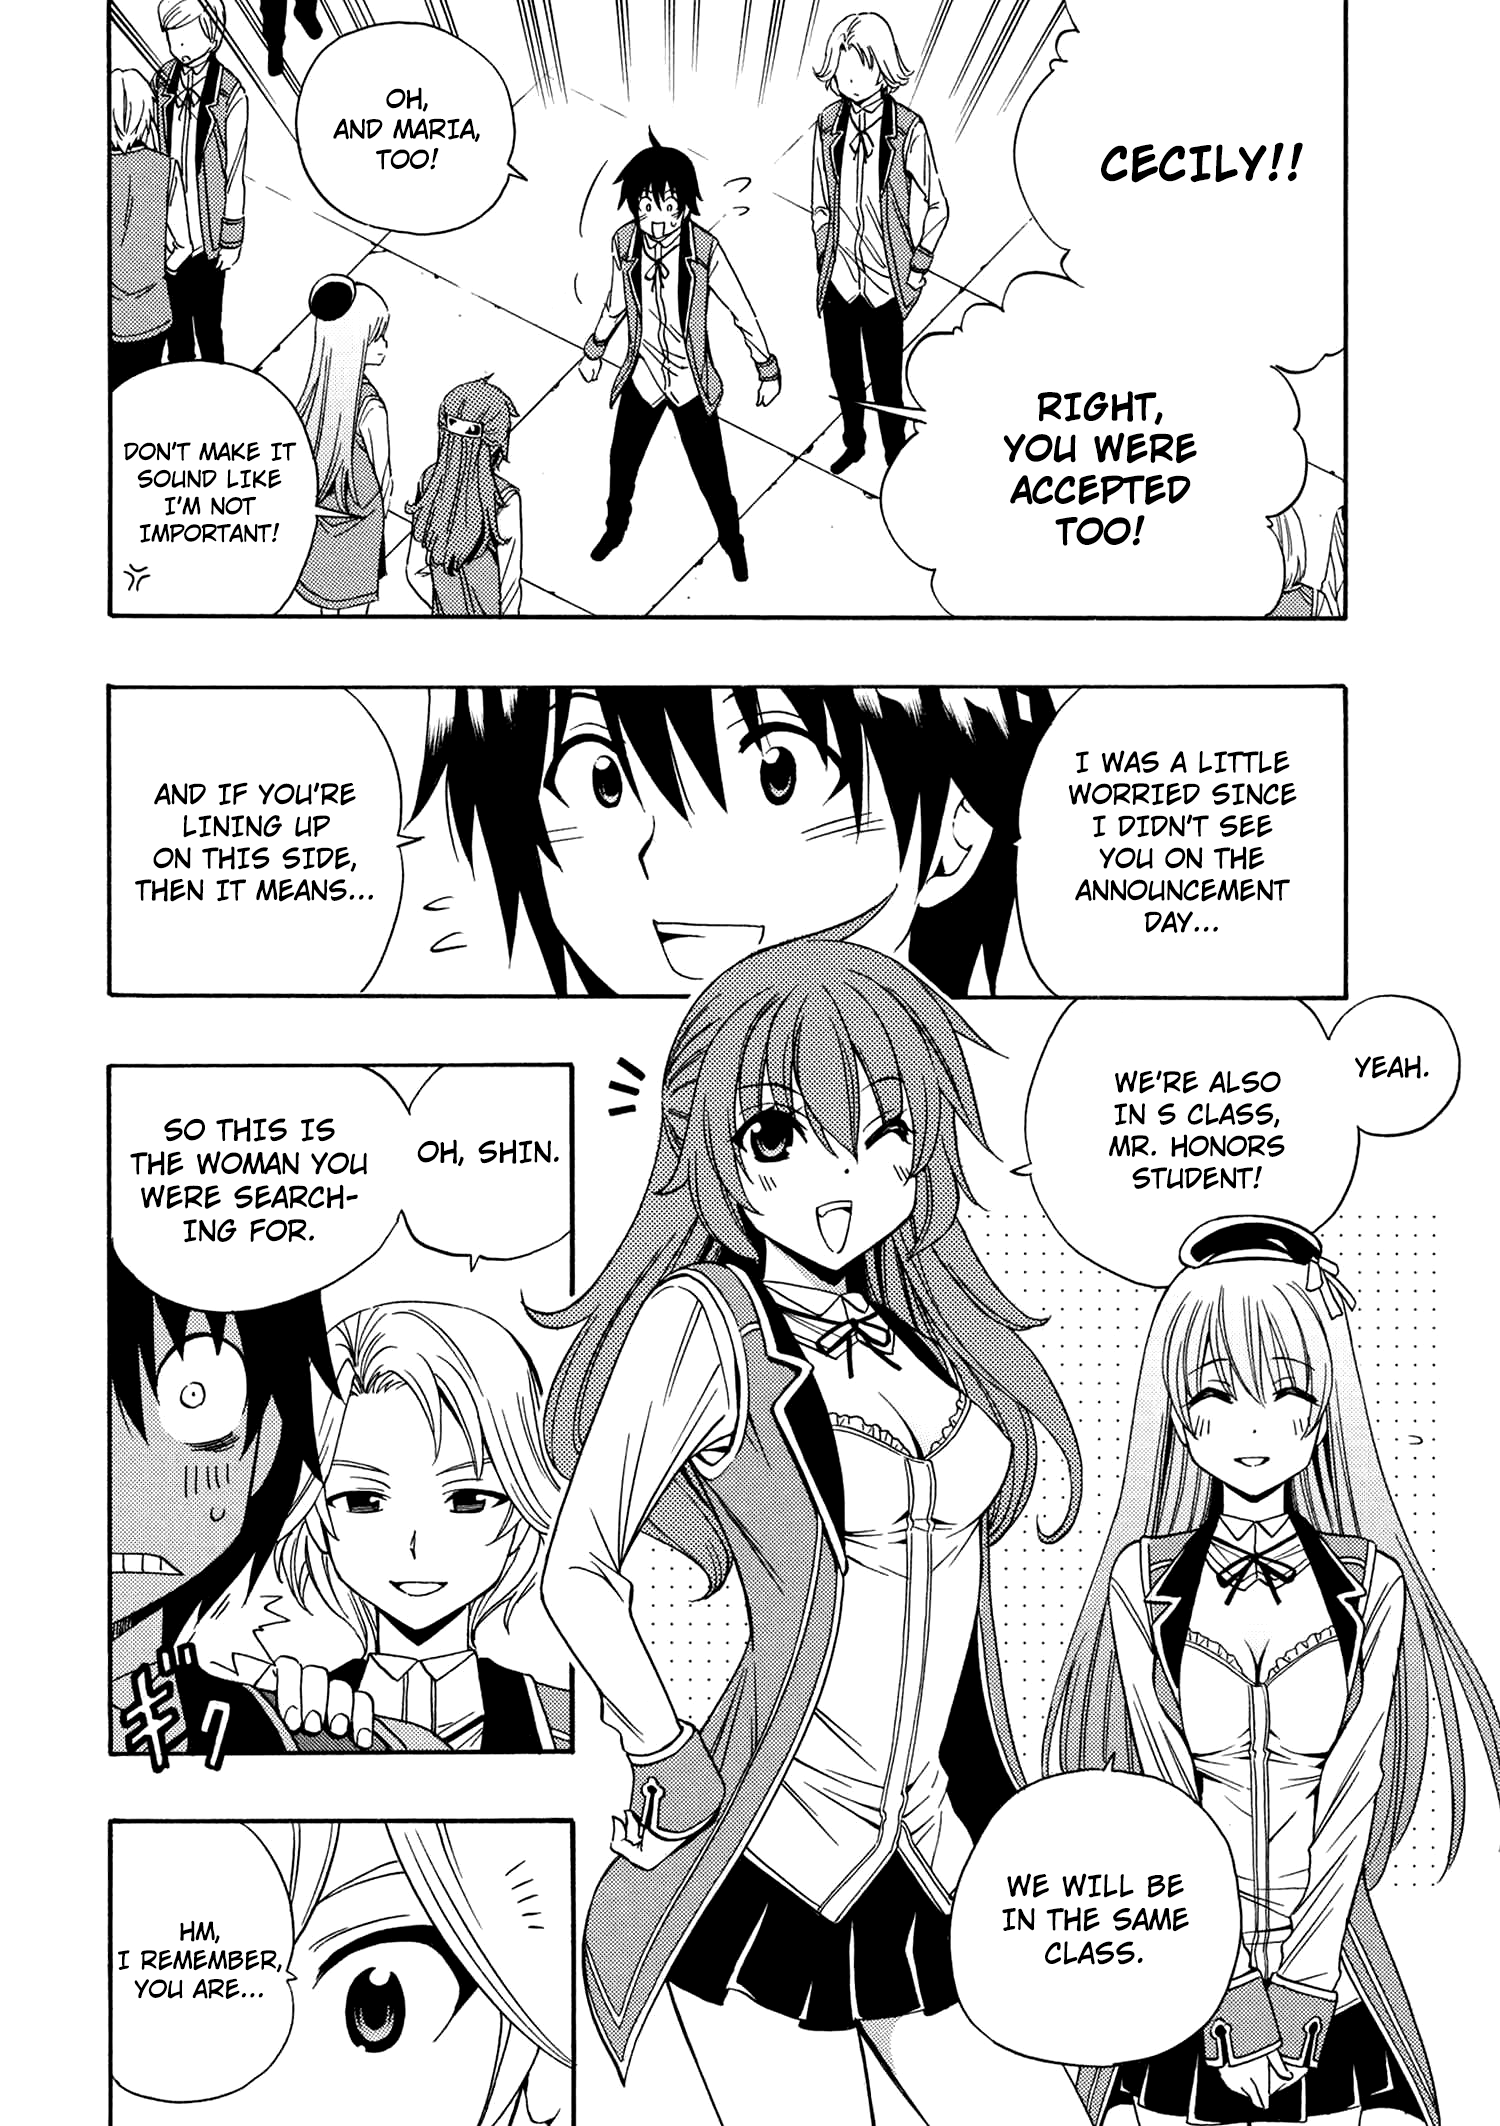 CECILY!!
RIGHT,
YOU WERE
ACCEPTED
TOO!
OH,
AND MARIA,
TOO!
DON'T MAKE IT
SOUND LIKE
I'M NOT
IMPORTANT!
I WAS A LITTLE
WORRIED SINCE
I DIDN'T SEE
YOU ON THE
ANNOUNCEMENT
DAY...
AND IF YOU'RE
LINING UP
ON THIS SIDE,
THEN IT MEANS...
YEAH.
WE'RE ALSO
IN S CLASS,
MR. HONORS
STUDENT!
WE WILL BE
IN THE SAME
CLASS.
OH, SHIN.
SO THIS IS
THE WOMAN YOU
WERE SEARCH-
ING FOR.
ギク
HM,
I REMEMBER,
YOU ARE...